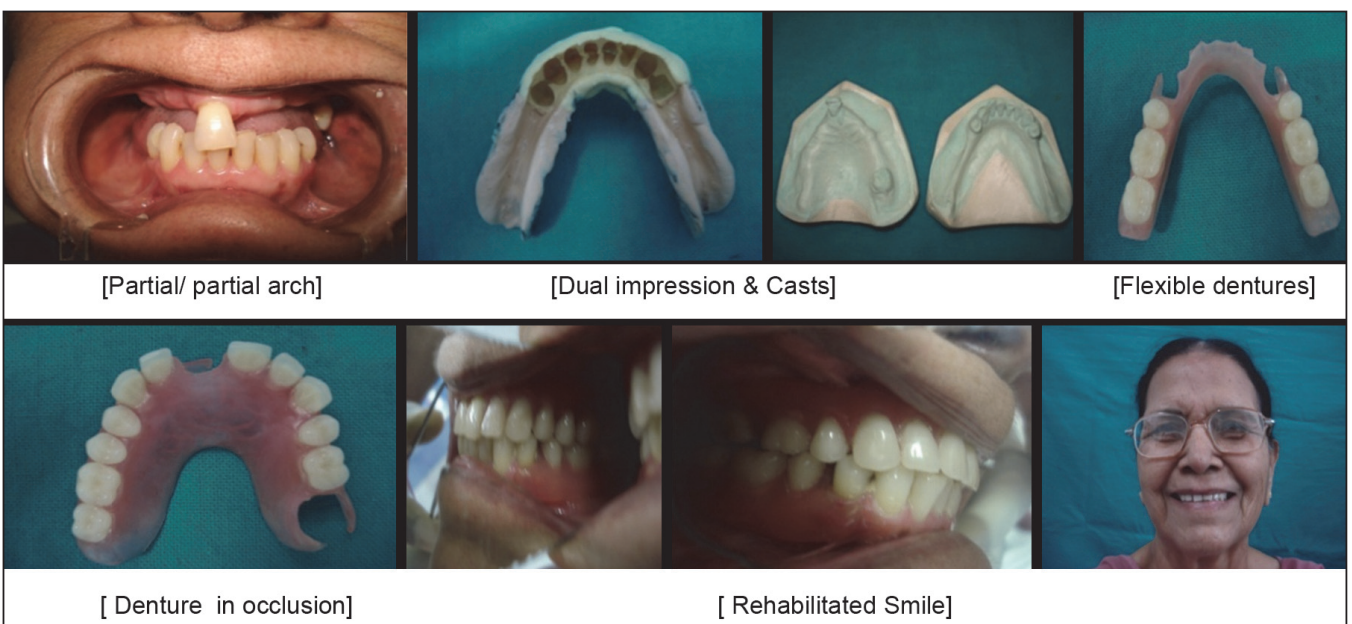 [Partial/ partial arch]
[Dual impression & Casts]
[Flexible dentures]
[ Denture  in occlusion]
[ Rehabilitated Smile]